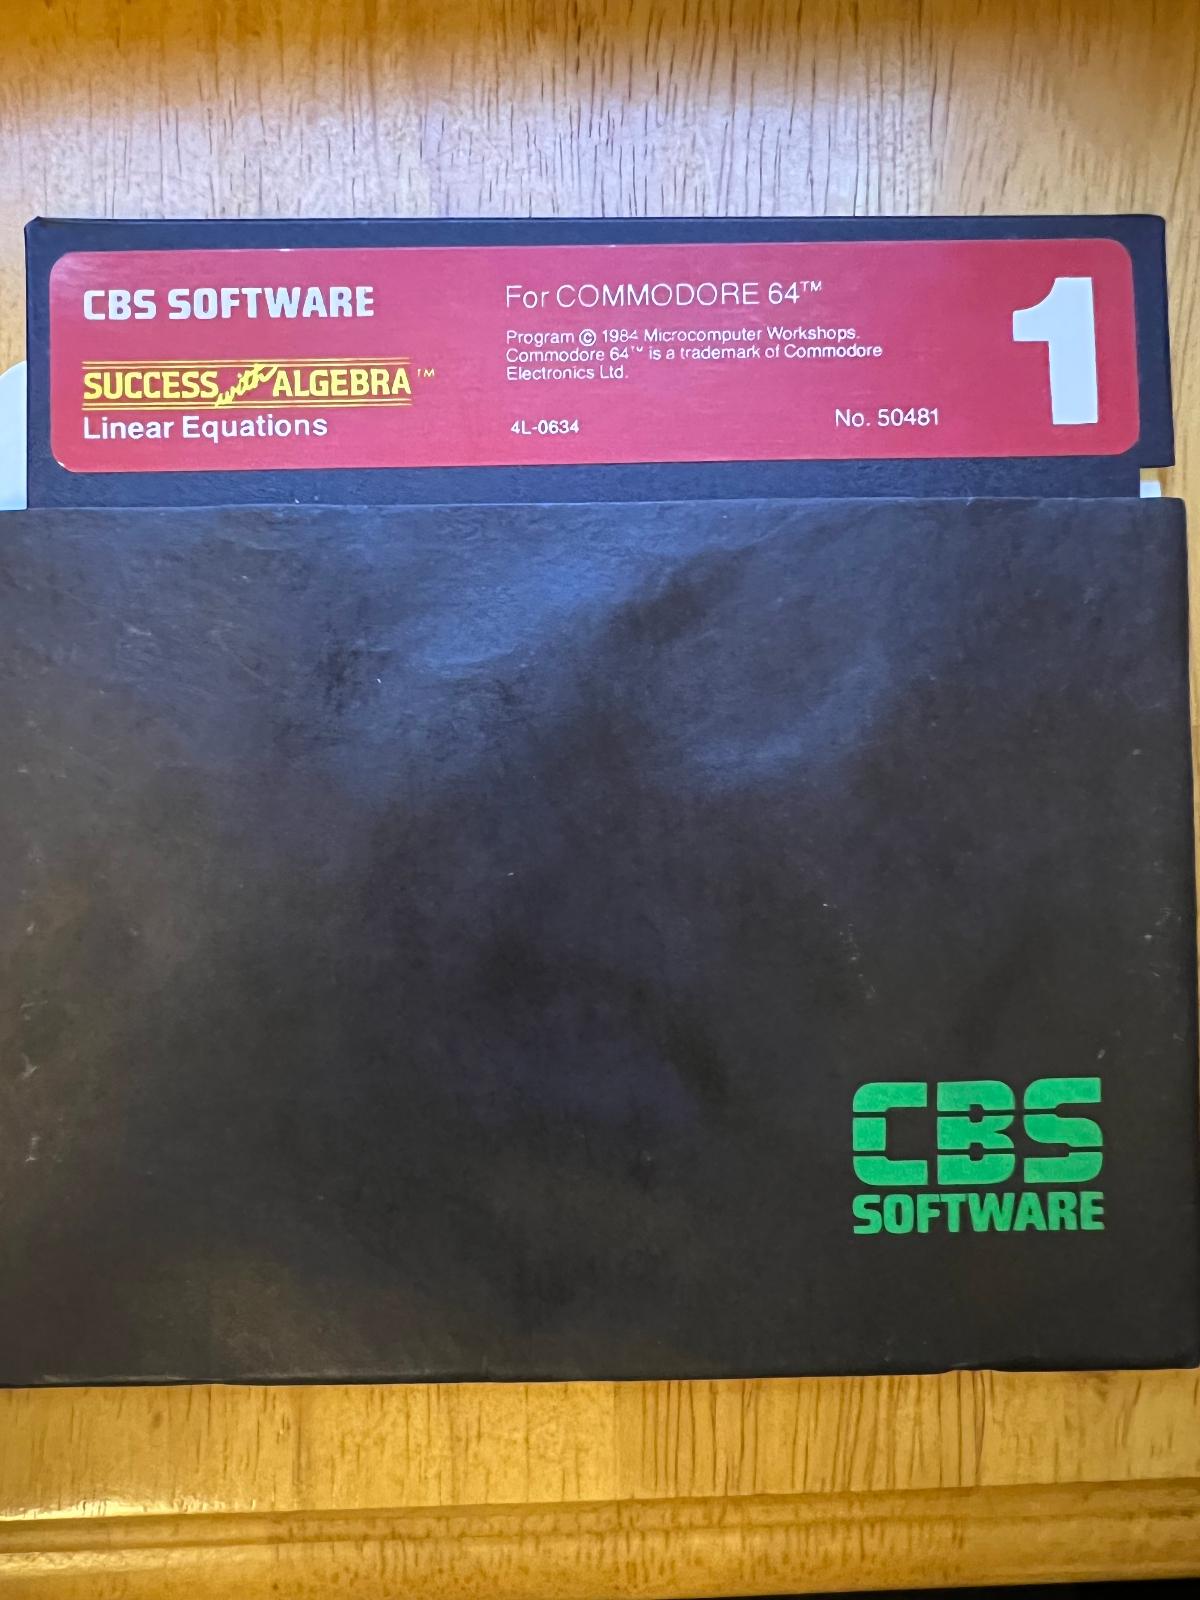 CBS SOFTWARE
SUCCESS with ALGEBRA™
Linear Equations
For COMMODORE 64™
Program © 1984 Microcomputer Workshops.
Commodore 64™ is a trademark of Commodore
Electronics Ltd.
4L-0634
No. 50481
1
CBS
SOFTWARE